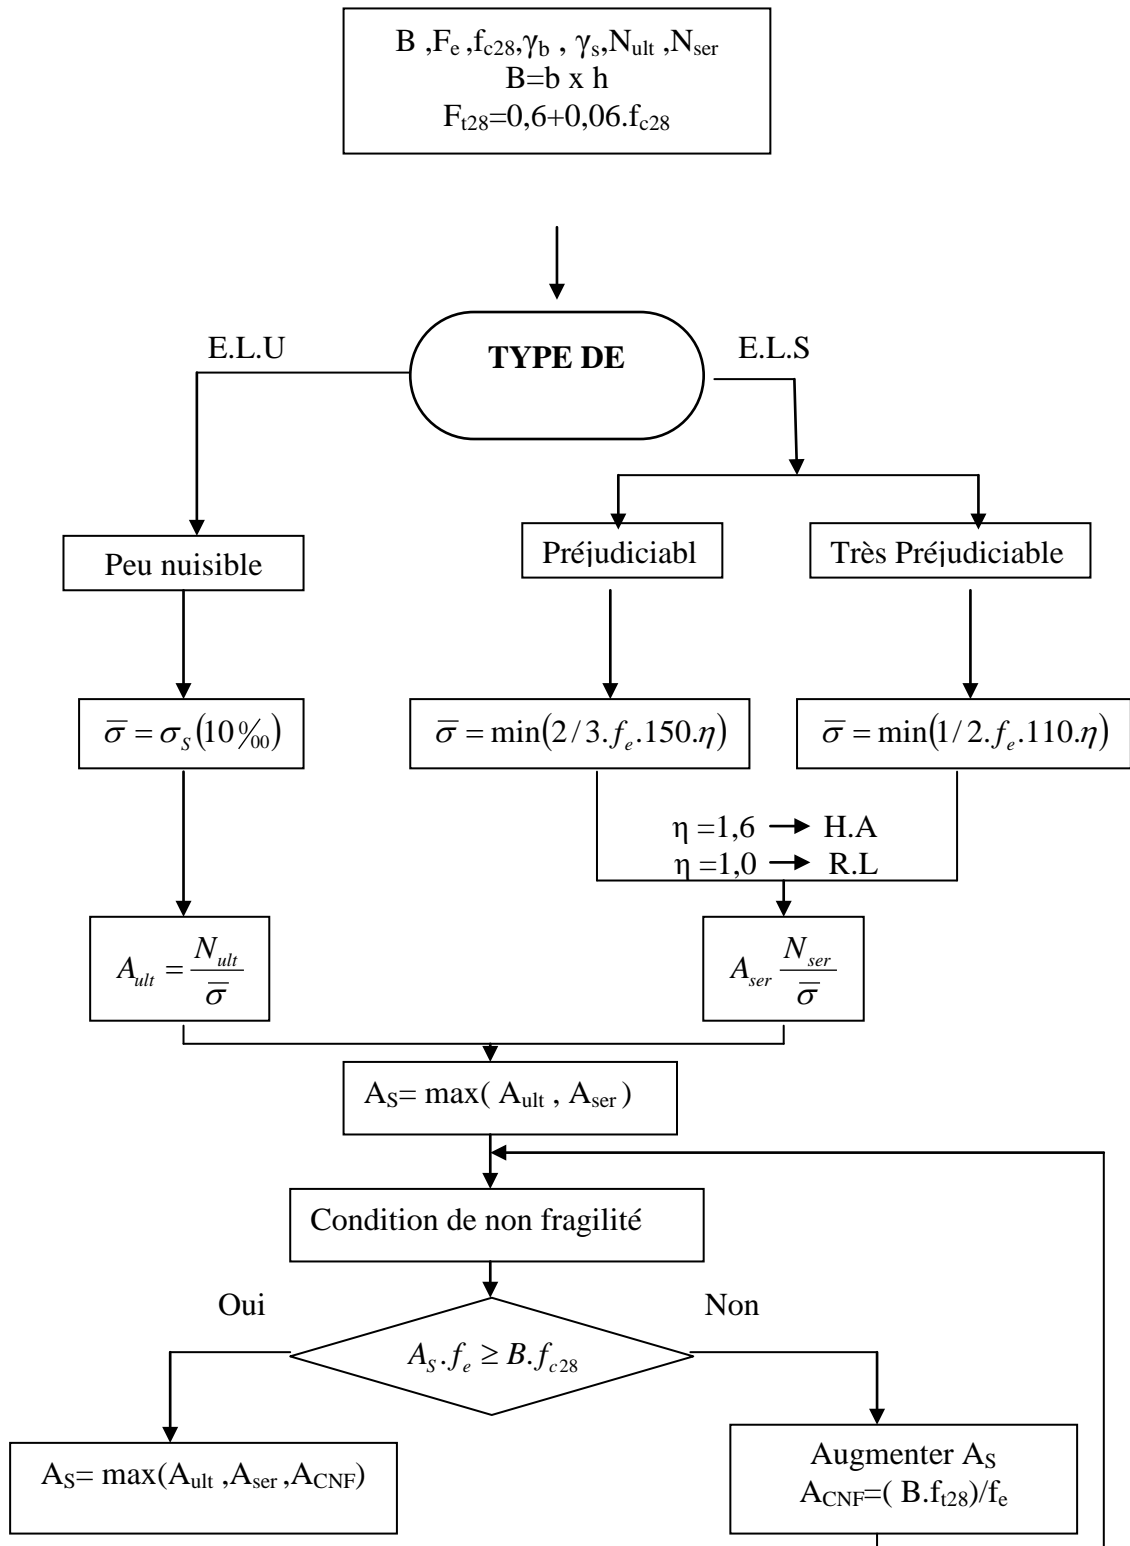 B ,Fe ,fc28,γb , γs,Nult ,Nser
B=b x h
Ft28=0,6+0,06.fc28
E.L.U
TYPE DE
E.L.S
Peu nuisible
Préjudiciabl
Très Préjudiciable
σ̅ = σS(10‰)
σ̅ = min(2/3.fe.150.η)
σ̅ = min(1/2.fe.110.η)
η =1,6 → H.A
η =1,0 → R.L
Ault = Nult / σ̅
Aser Nser / σ̅
AS= max( Ault , Aser )
Condition de non fragilité
Oui
Non
AS.fe ≥ B.fc28
AS= max(Ault ,Aser ,ACNF)
Augmenter AS
ACNF=( B.ft28)/fe